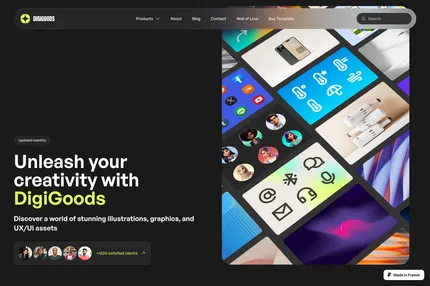 DIGIGOODS
Products
About
Blog
Contact
Wall of Love
Buy Template
Search
Updated monthly
Unleash your
creativity with
DigiGoods
Discover a world of stunning illustrations, graphics, and
UX/UI assets
+1600 satisfied clients
Made in Framer